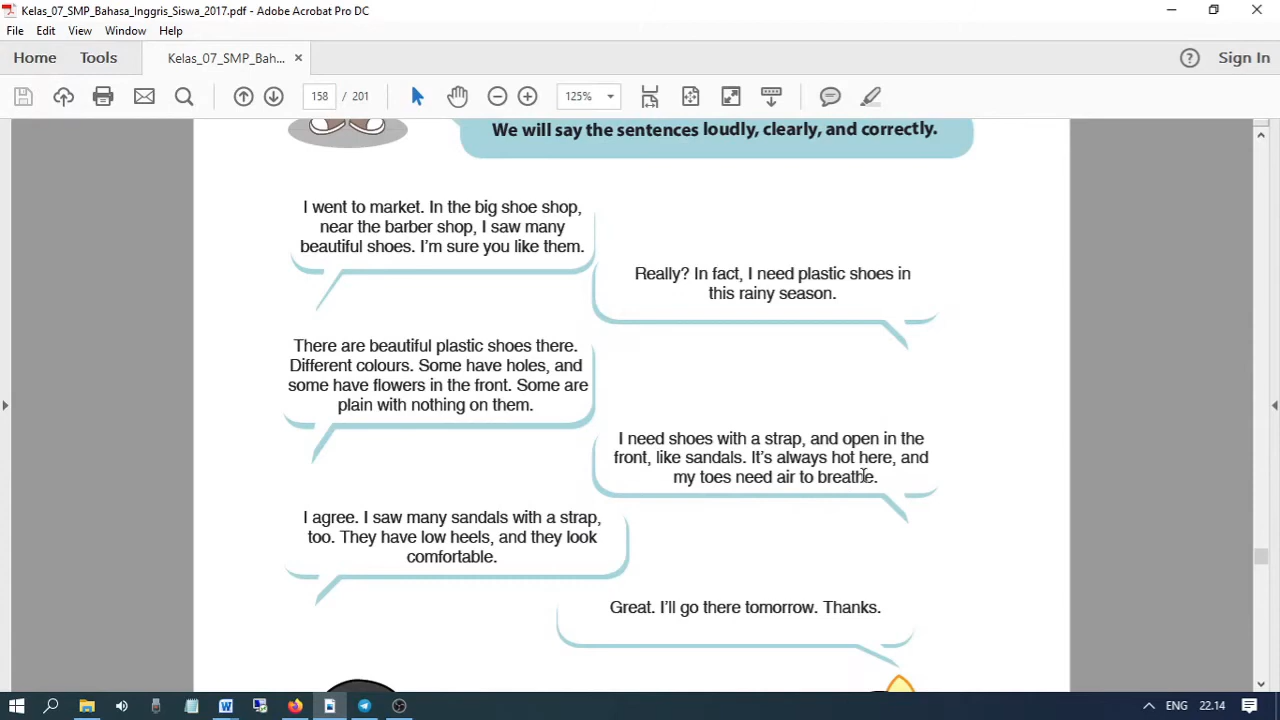 Kelas_07_SMP_Bahasa_Inggris_Siswa_2017.pdf - Adobe Acrobat Pro DC
File Edit View Window Help
Home Tools Kelas_07_SMP_Bah... × Sign In
158 / 201 125%
We will say the sentences loudly, clearly, and correctly.
I went to market. In the big shoe shop,
near the barber shop, I saw many
beautiful shoes. I'm sure you like them.
Really? In fact, I need plastic shoes in
this rainy season.
There are beautiful plastic shoes there.
Different colours. Some have holes, and
some have flowers in the front. Some are
plain with nothing on them.
I need shoes with a strap, and open in the
front, like sandals. It's always hot here, and
my toes need air to breathe.
I agree. I saw many sandals with a strap,
too. They have low heels, and they look
comfortable.
Great. I'll go there tomorrow. Thanks.
ENG 22.14